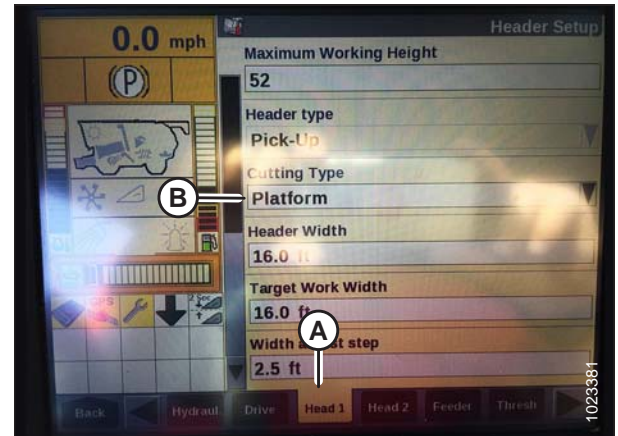 0.0 mph
Header Setup
(P)
Maximum Working Height
52
Header type
Pick-Up
Cutting Type
B
Platform
Header Width
16.0 ft
Target Work Width
16.0 ft
A
2.5 ft
Back
Hydraul.
Drive
Head 1
Head 2
Feeder
Thresh
1023381